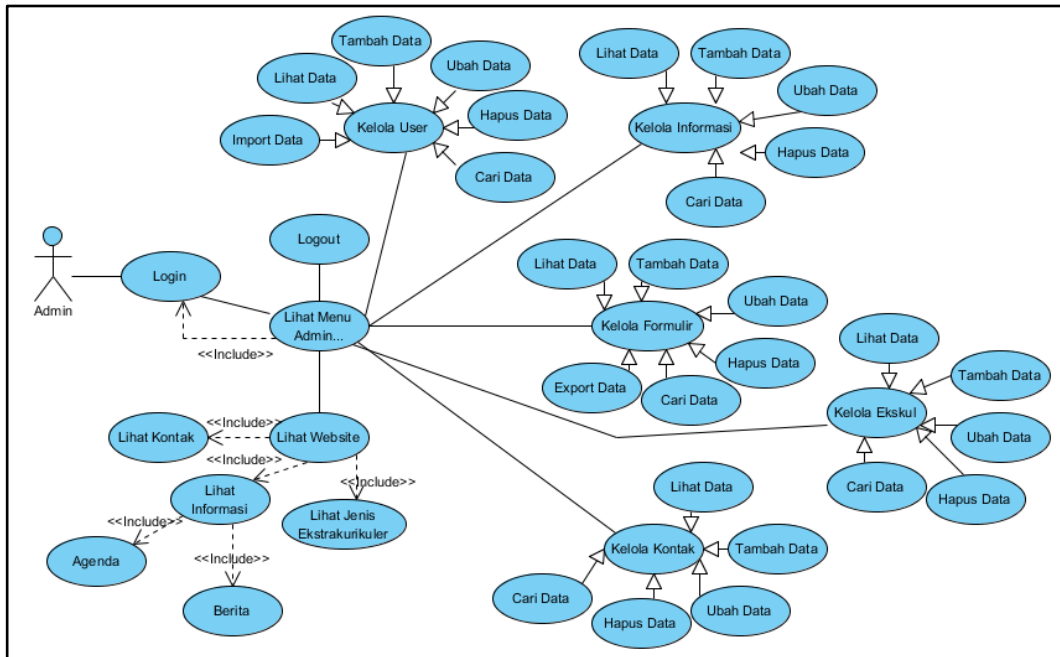 Tambah Data
Lihat Data
Ubah Data
Import Data
Kelola User
Hapus Data
Cari Data
Lihat Data
Tambah Data
Ubah Data
Kelola Informasi
Hapus Data
Cari Data
Admin
Login
Logout
Lihat Menu
Admin...
<<Include>>
Lihat Data
Tambah Data
Ubah Data
Kelola Formulir
Hapus Data
Export Data
Cari Data
Lihat Data
Tambah Data
Kelola Ekskul
Ubah Data
Cari Data
Hapus Data
<<Include>>
Lihat Kontak
Lihat Website
<<Include>>
Lihat
Informasi
<<Include>>
Lihat Jenis
Ekstrakurikuler
Agenda
<<Include>>
Berita
Lihat Data
Kelola Kontak
Tambah Data
Cari Data
Hapus Data
Ubah Data